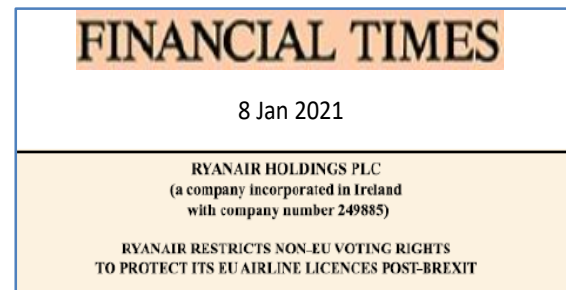 FINANCIAL TIMES
8 Jan 2021
RYANAIR HOLDINGS PLC
(a company incorporated in Ireland
with company number 249885)
RYANAIR RESTRICTS NON-EU VOTING RIGHTS
TO PROTECT ITS EU AIRLINE LICENCES POST-BREXIT